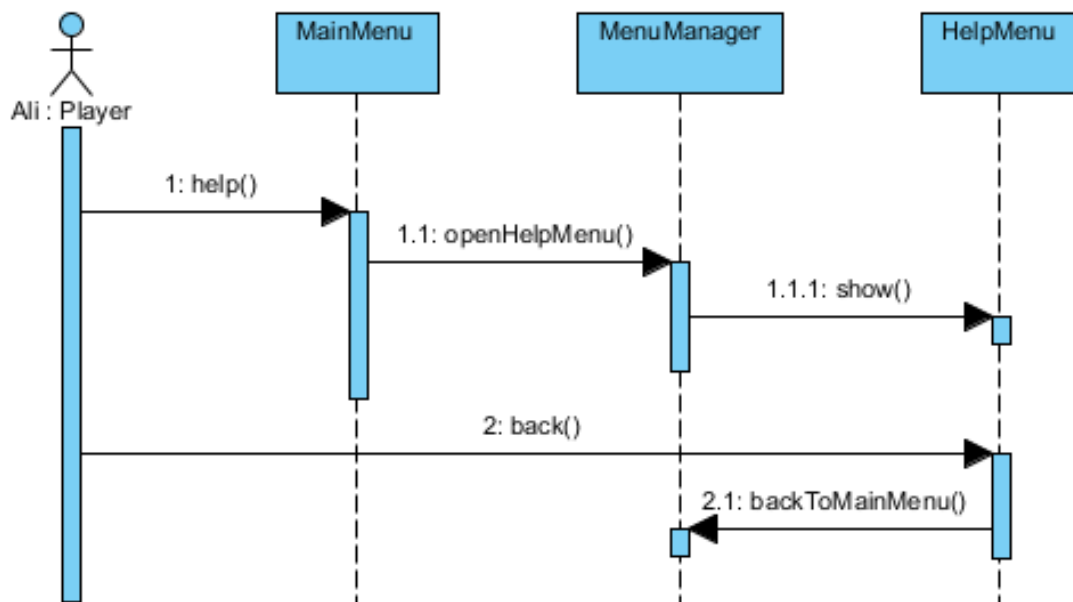 MainMenu
MenuManager
HelpMenu
Ali : Player
1: help()
1.1: openHelpMenu()
1.1.1: show()
2: back()
2.1: backToMainMenu()